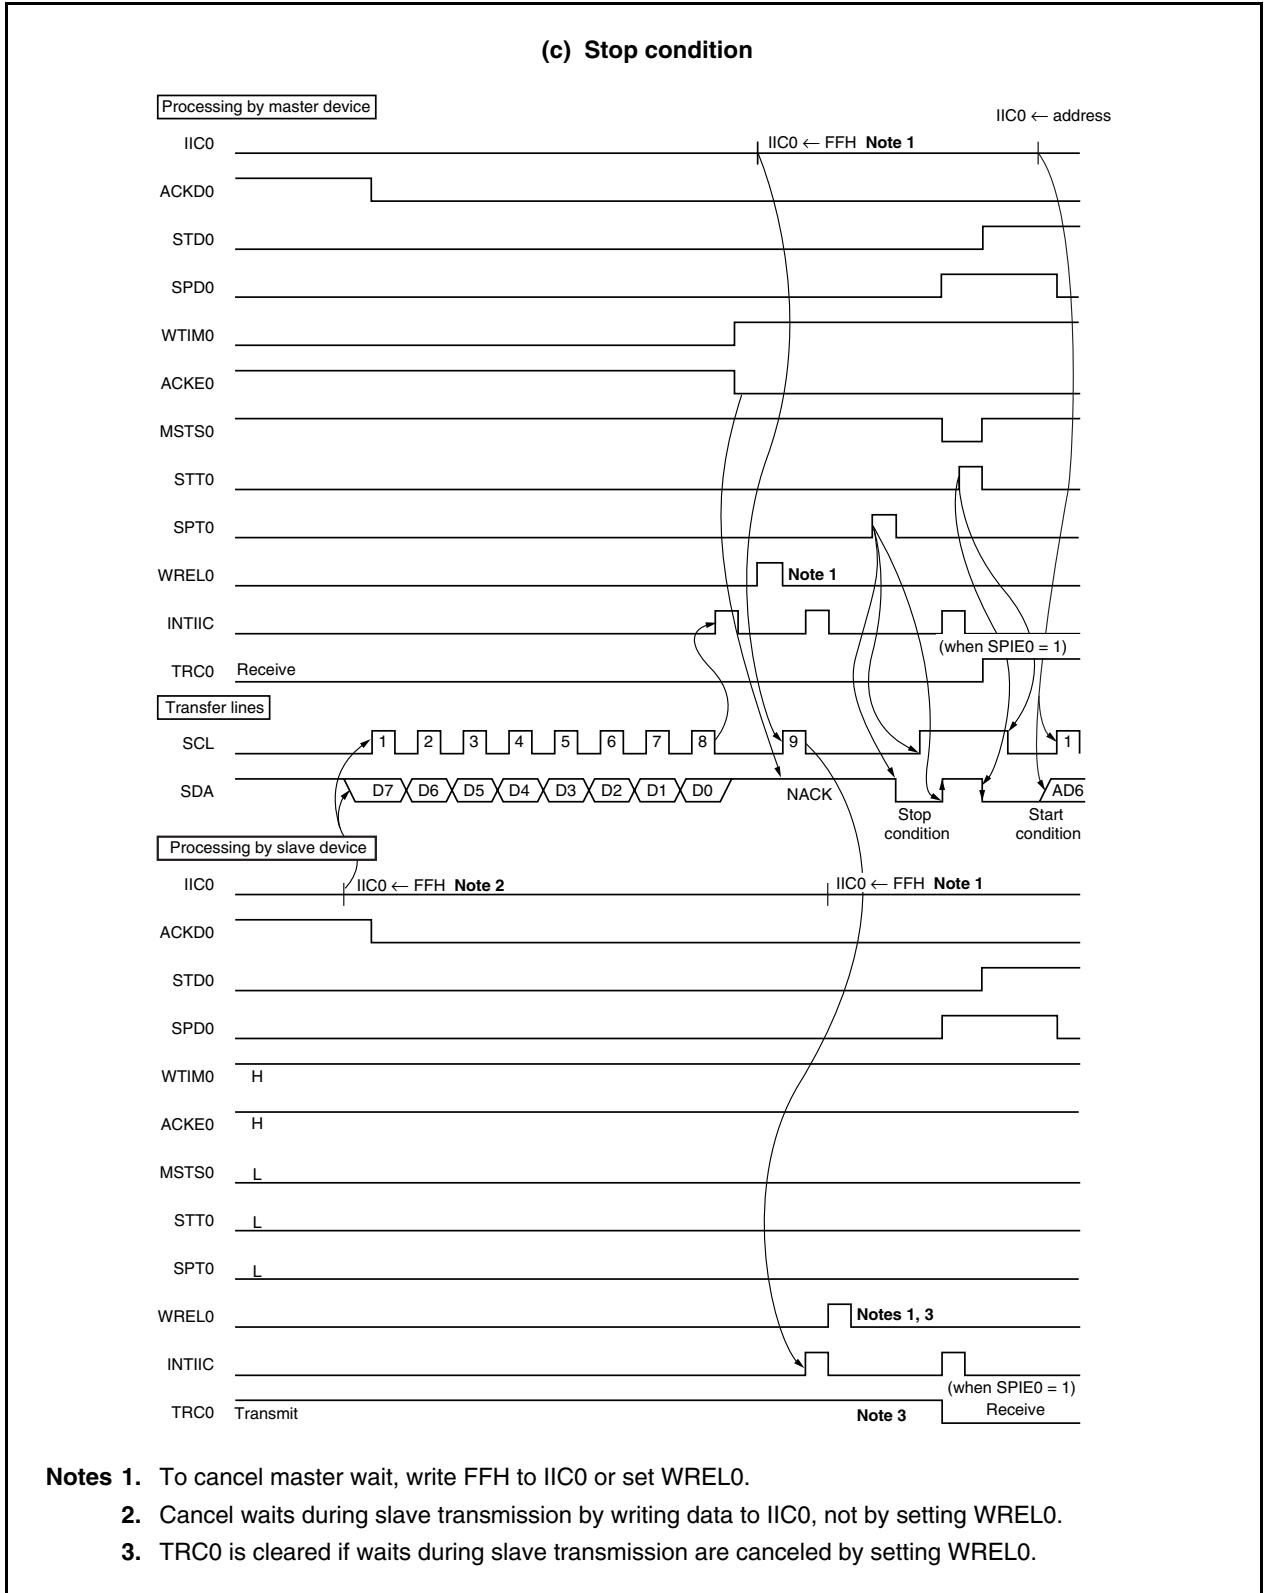 (c) Stop condition
Processing by master device
IIC0 ← address
IIC0
IIC0 ← FFH Note 1
ACKD0
STD0
SPD0
WTIM0
ACKE0
MSTS0
STT0
SPT0
WREL0
Note 1
INTIIC
(when SPIE0 = 1)
TRC0 Receive
Transfer lines
SCL 1 2 3 4 5 6 7 8 9 1
SDA D7 D6 D5 D4 D3 D2 D1 D0 NACK AD6
Stop condition
Start condition
Processing by slave device
IIC0 IIC0 ← FFH Note 2 IIC0 ← FFH Note 1
ACKD0
STD0
SPD0
WTIM0 H
ACKE0 H
MSTS0 L
STT0 L
SPT0 L
WREL0 Notes 1, 3
INTIIC
(when SPIE0 = 1)
TRC0 Transmit Note 3 Receive
Notes 1. To cancel master wait, write FFH to IIC0 or set WREL0.
2. Cancel waits during slave transmission by writing data to IIC0, not by setting WREL0.
3. TRC0 is cleared if waits during slave transmission are canceled by setting WREL0.